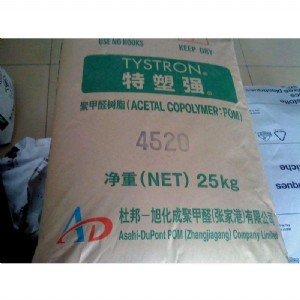 USE NO HOOKS
KEEP DRY
TYSTRON®
特塑强®
聚甲醛树脂(ACETAL COPOLYMER:POM)
4520
净重(NET) 25kg
AD
杜邦-旭化成聚甲醛(张家港)有限公司
Asahi-DuPont POM (Zhangjiagang) Company Limited